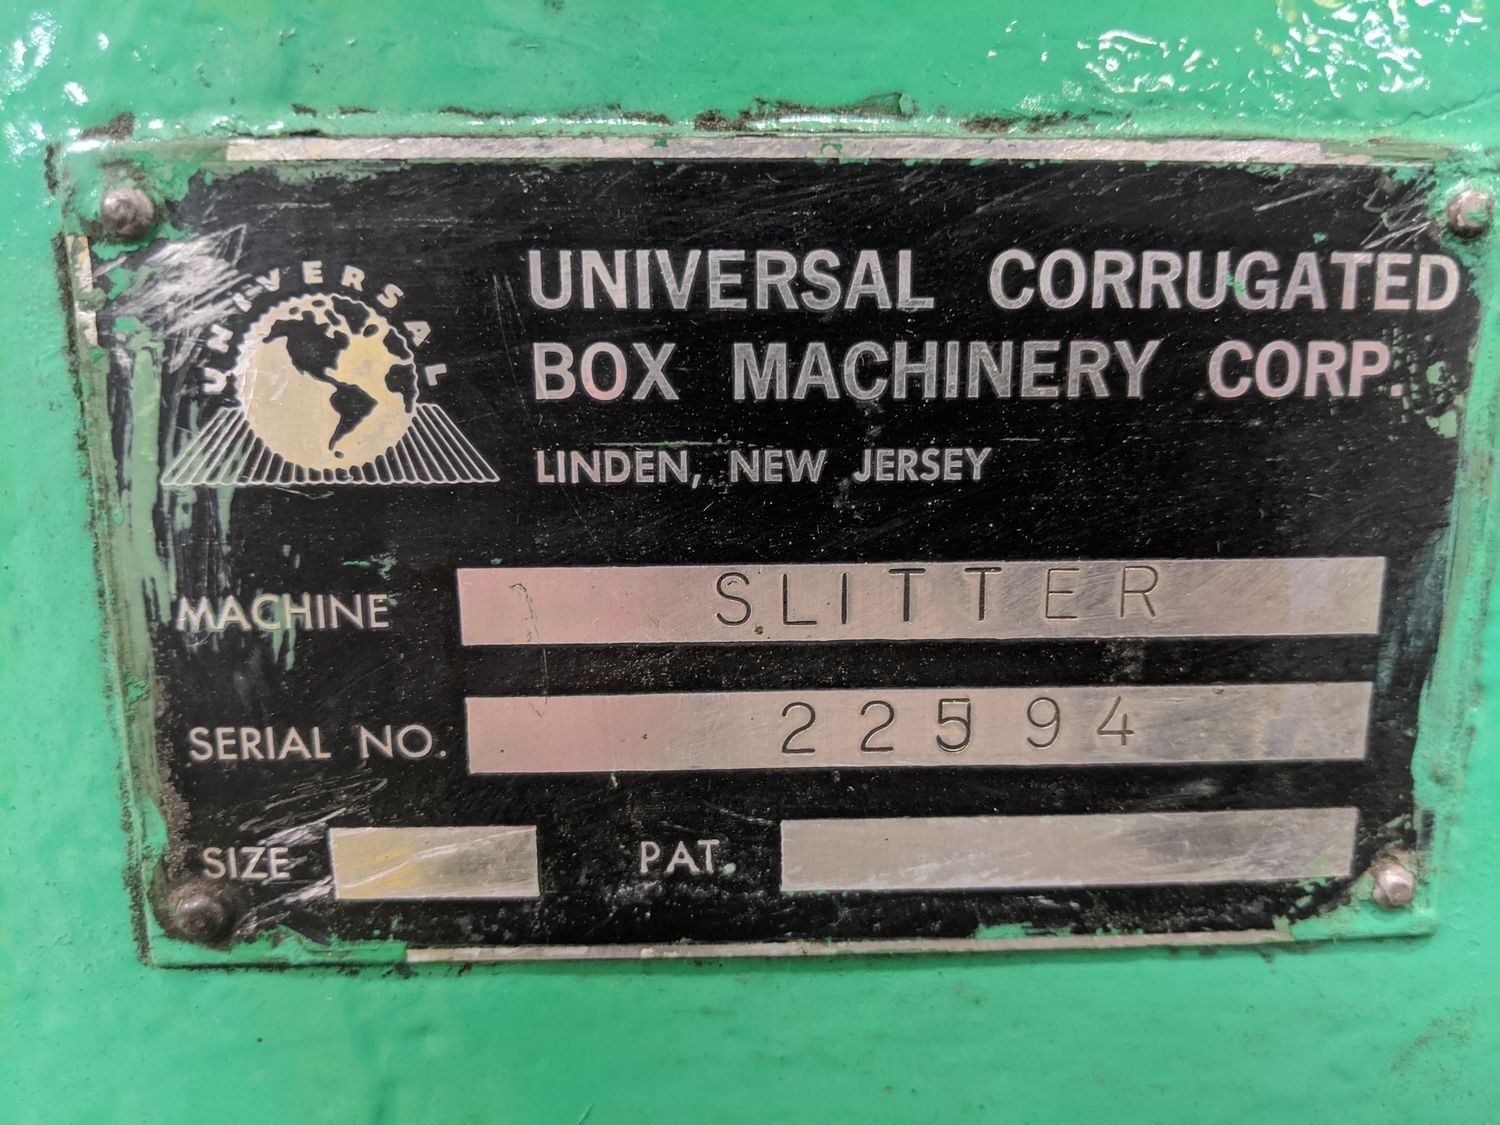 UNIVERSAL
UNIVERSAL CORRUGATED
BOX MACHINERY CORP.
LINDEN, NEW JERSEY
MACHINE SLITTER
SERIAL NO. 22594
SIZE PAT.